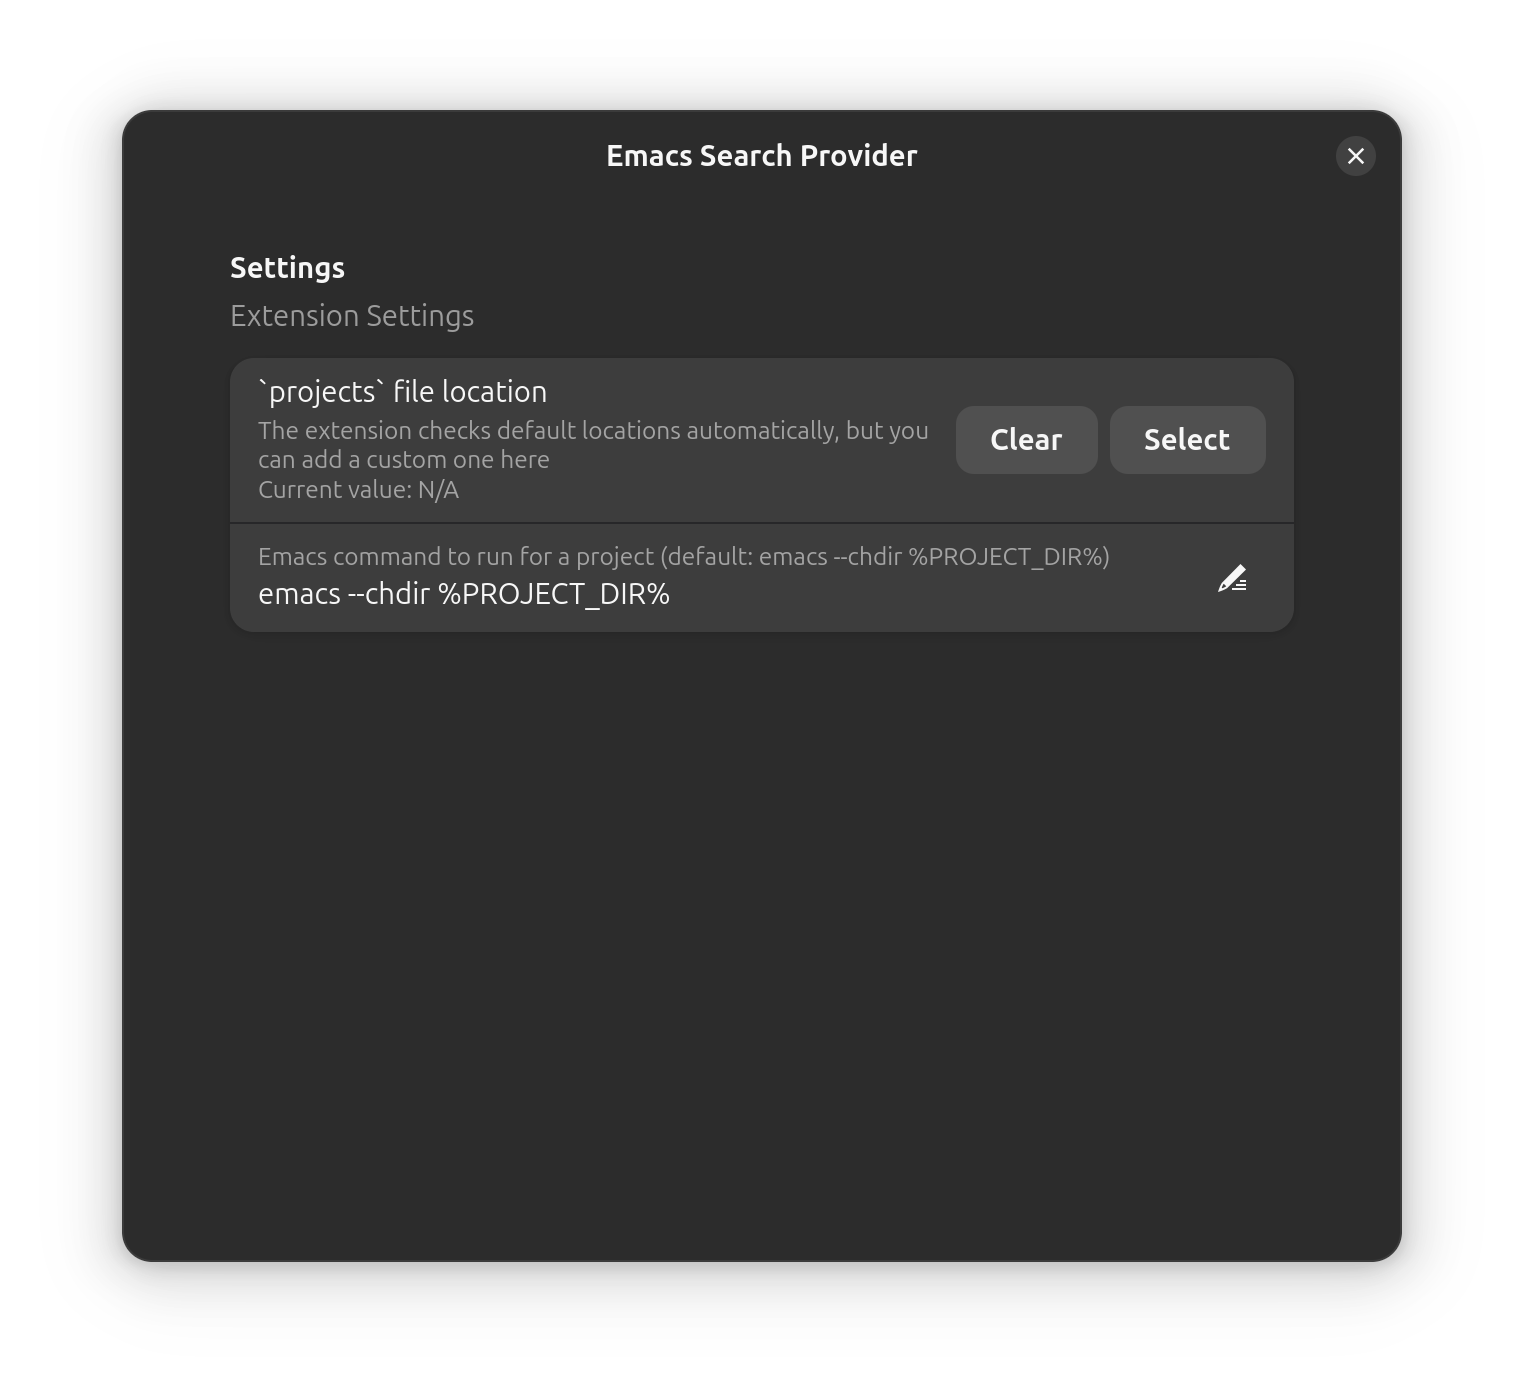 Emacs Search Provider
Settings
Extension Settings
`projects` file location
The extension checks default locations automatically, but you
can add a custom one here
Current value: N/A
Clear
Select
Emacs command to run for a project (default: emacs --chdir %PROJECT_DIR%)
emacs --chdir %PROJECT_DIR%